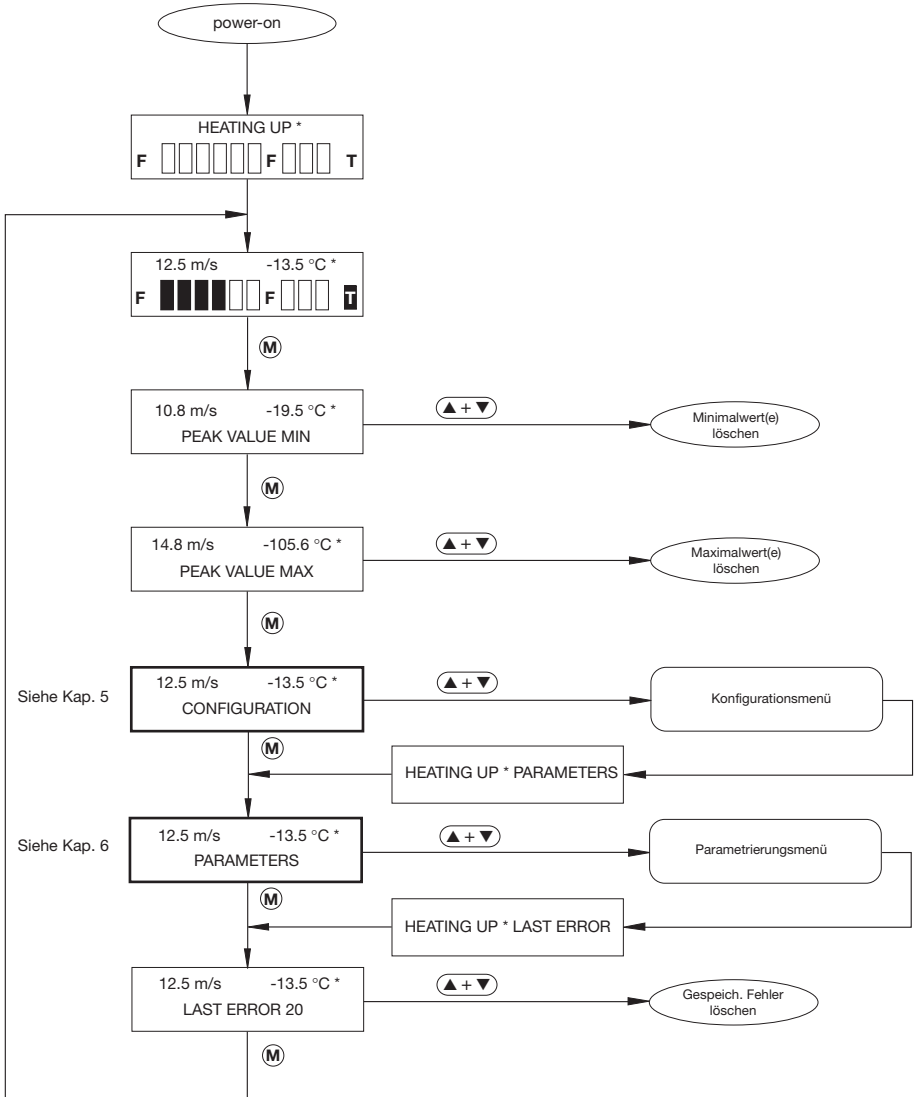 power-on
HEATING UP *
F F T
12.5 m/s -13.5 °C *
F F T
M
10.8 m/s -19.5 °C *
PEAK VALUE MIN
▲ + ▼
Minimalwert(e)
löschen
M
14.8 m/s -105.6 °C *
PEAK VALUE MAX
▲ + ▼
Maximalwert(e)
löschen
M
Siehe Kap. 5
12.5 m/s -13.5 °C *
CONFIGURATION
▲ + ▼
Konfigurationsmenü
M
HEATING UP * PARAMETERS
Siehe Kap. 6
12.5 m/s -13.5 °C *
PARAMETERS
▲ + ▼
Parametrierungsmenü
M
HEATING UP * LAST ERROR
12.5 m/s -13.5 °C *
LAST ERROR 20
▲ + ▼
Gespeich. Fehler
löschen
M